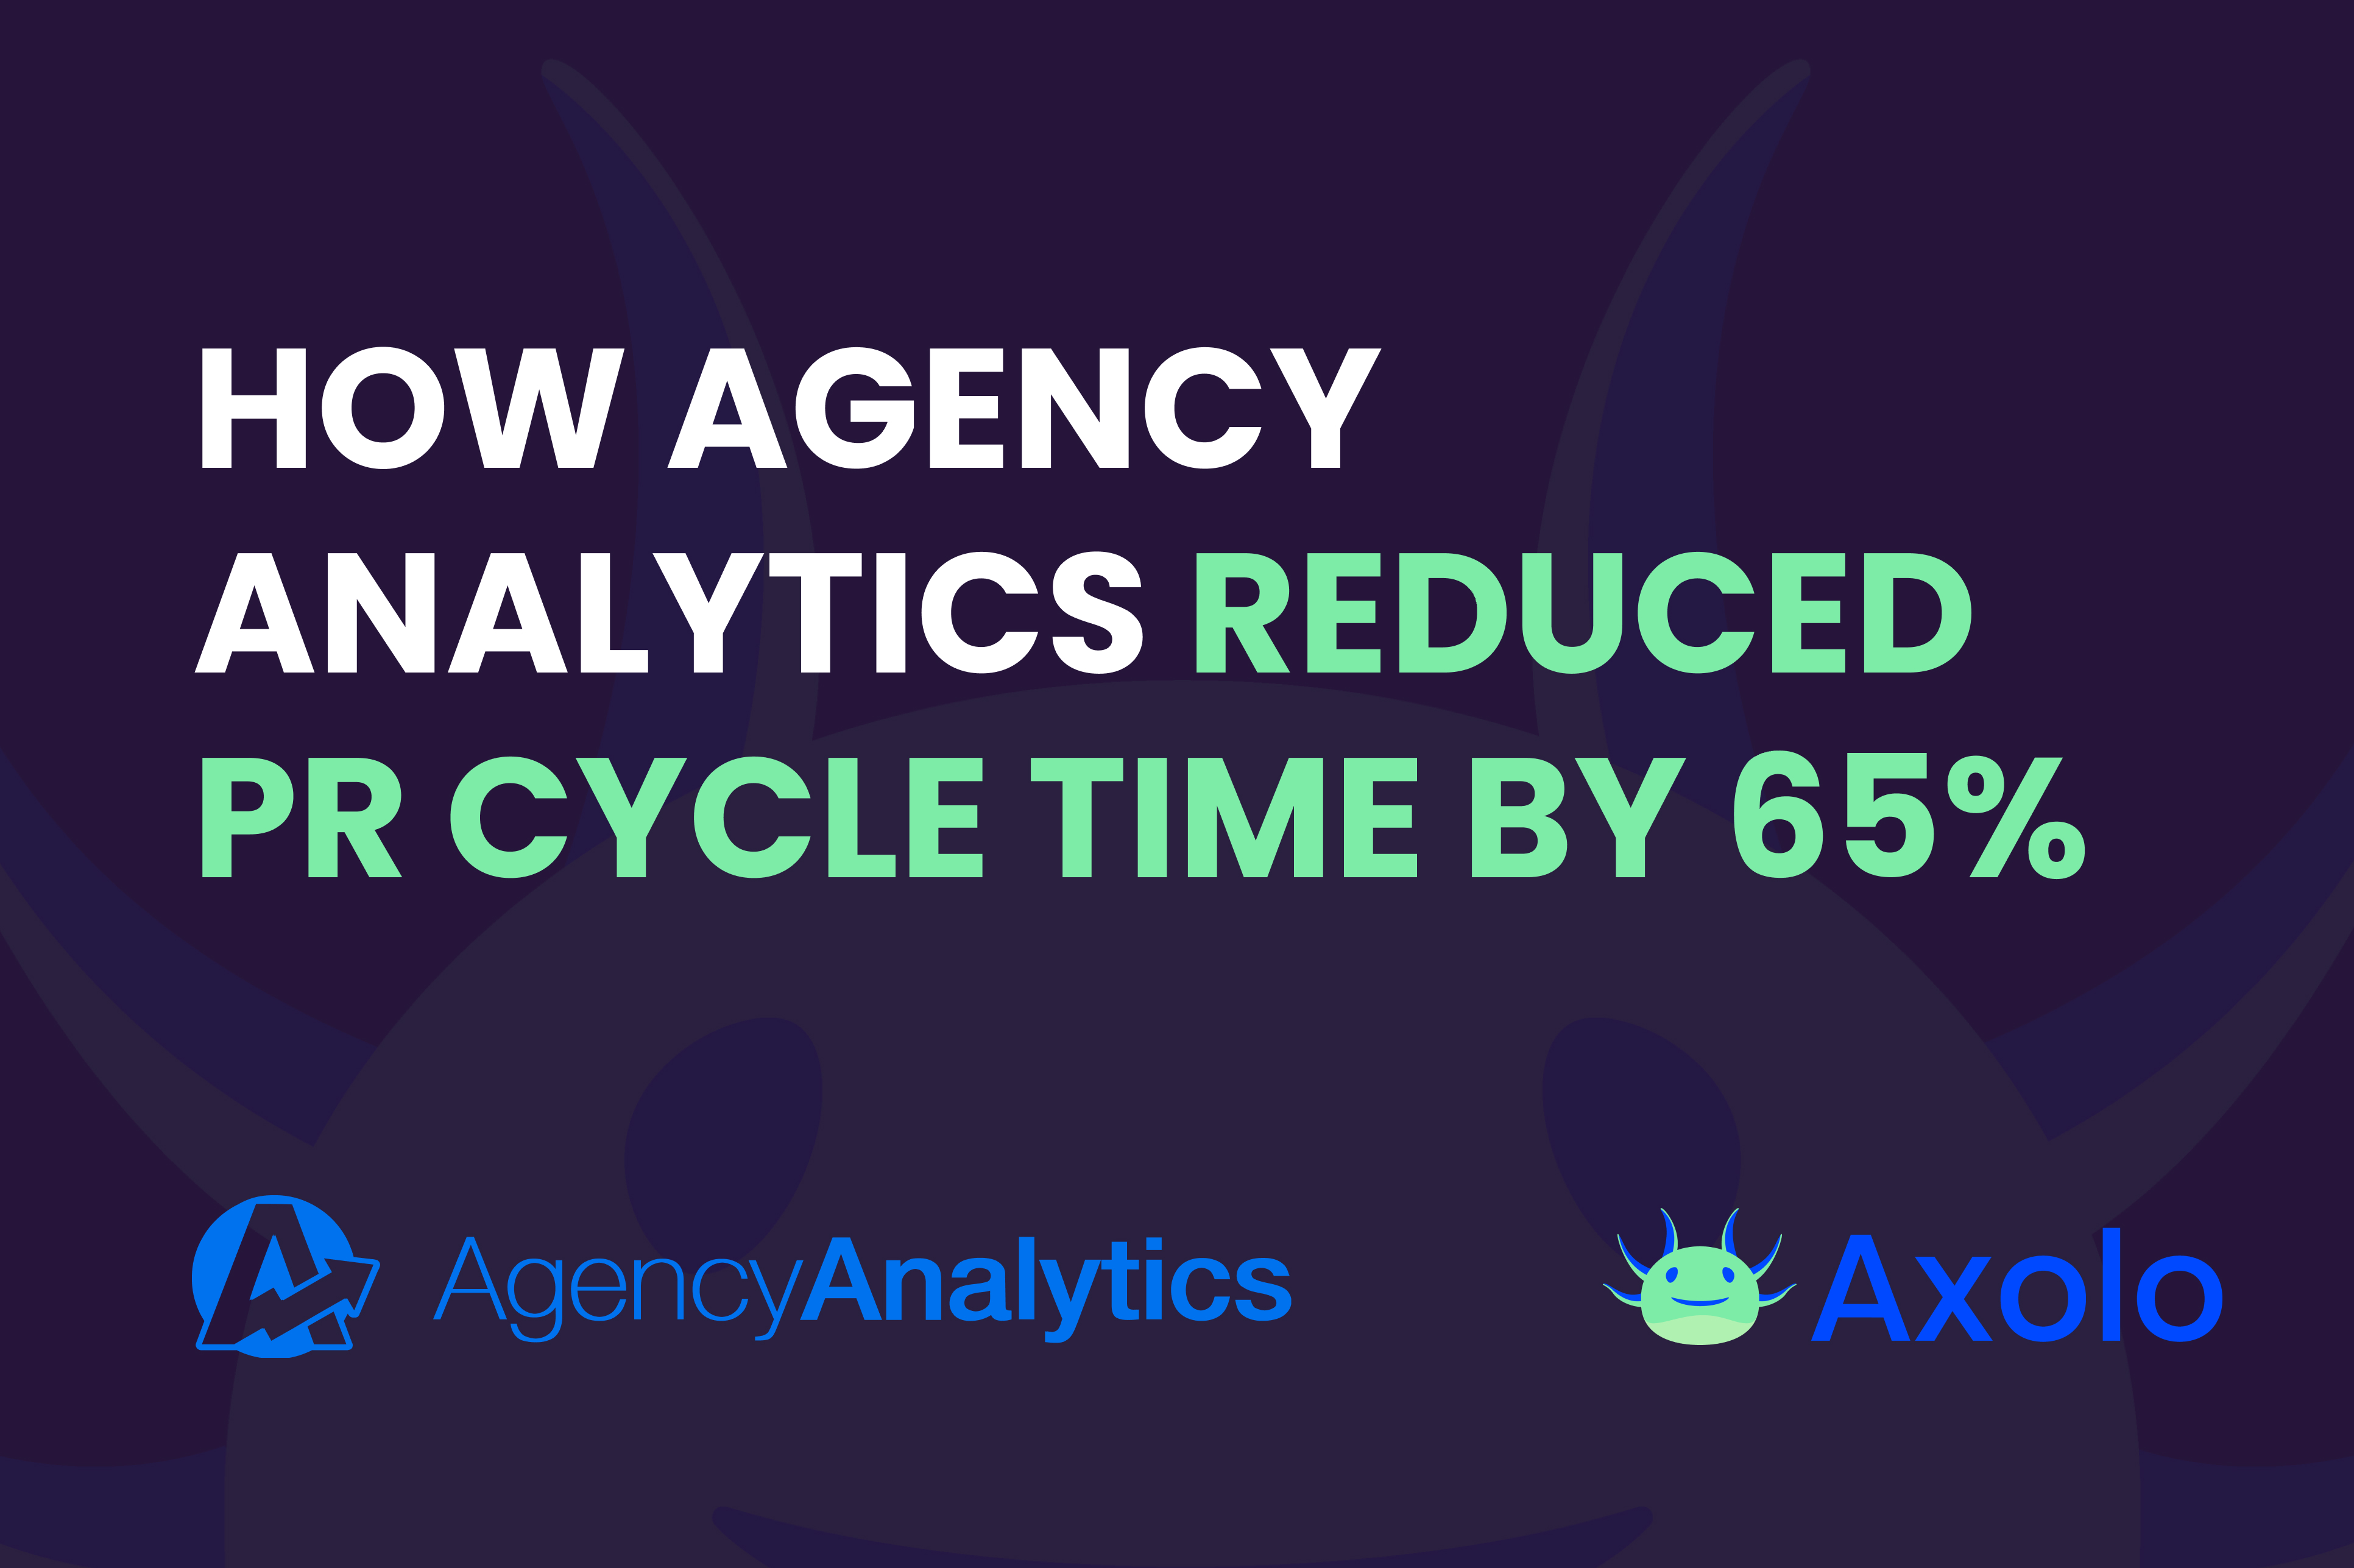 HOW AGENCY
ANALYTICS REDUCED
PR CYCLE TIME BY 65%
AgencyAnalytics
Axolo